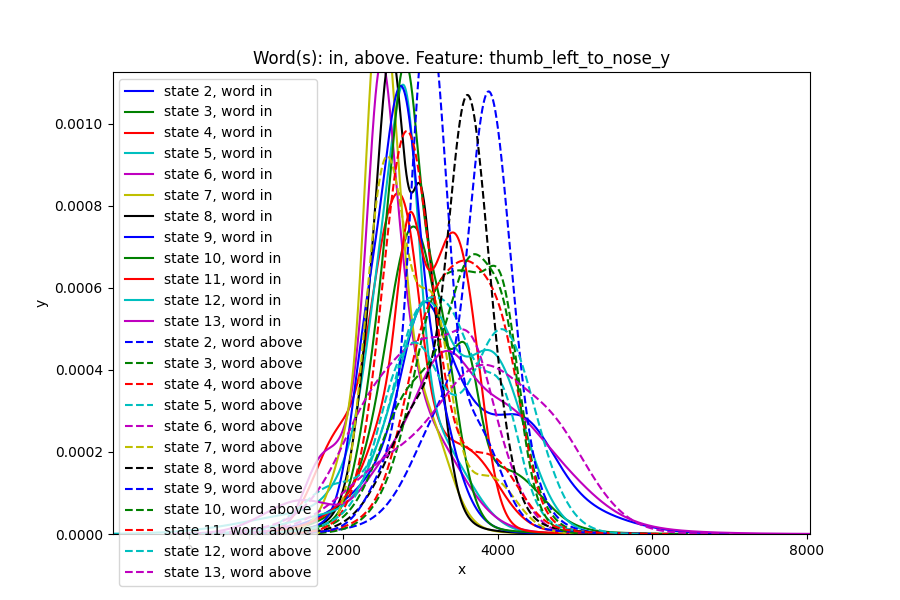 Word(s): in, above. Feature: thumb_left_to_nose_y
0.0010
0.0008
0.0006
0.0004
0.0002
0.0000
y
state 2, word in
state 3, word in
state 4, word in
state 5, word in
state 6, word in
state 7, word in
state 8, word in
state 9, word in
state 10, word in
state 11, word in
state 12, word in
state 13, word in
state 2, word above
state 3, word above
state 4, word above
state 5, word above
state 6, word above
state 7, word above
state 8, word above
state 9, word above
state 10, word above
state 11, word above
state 12, word above
state 13, word above
2000 4000 6000 8000
x